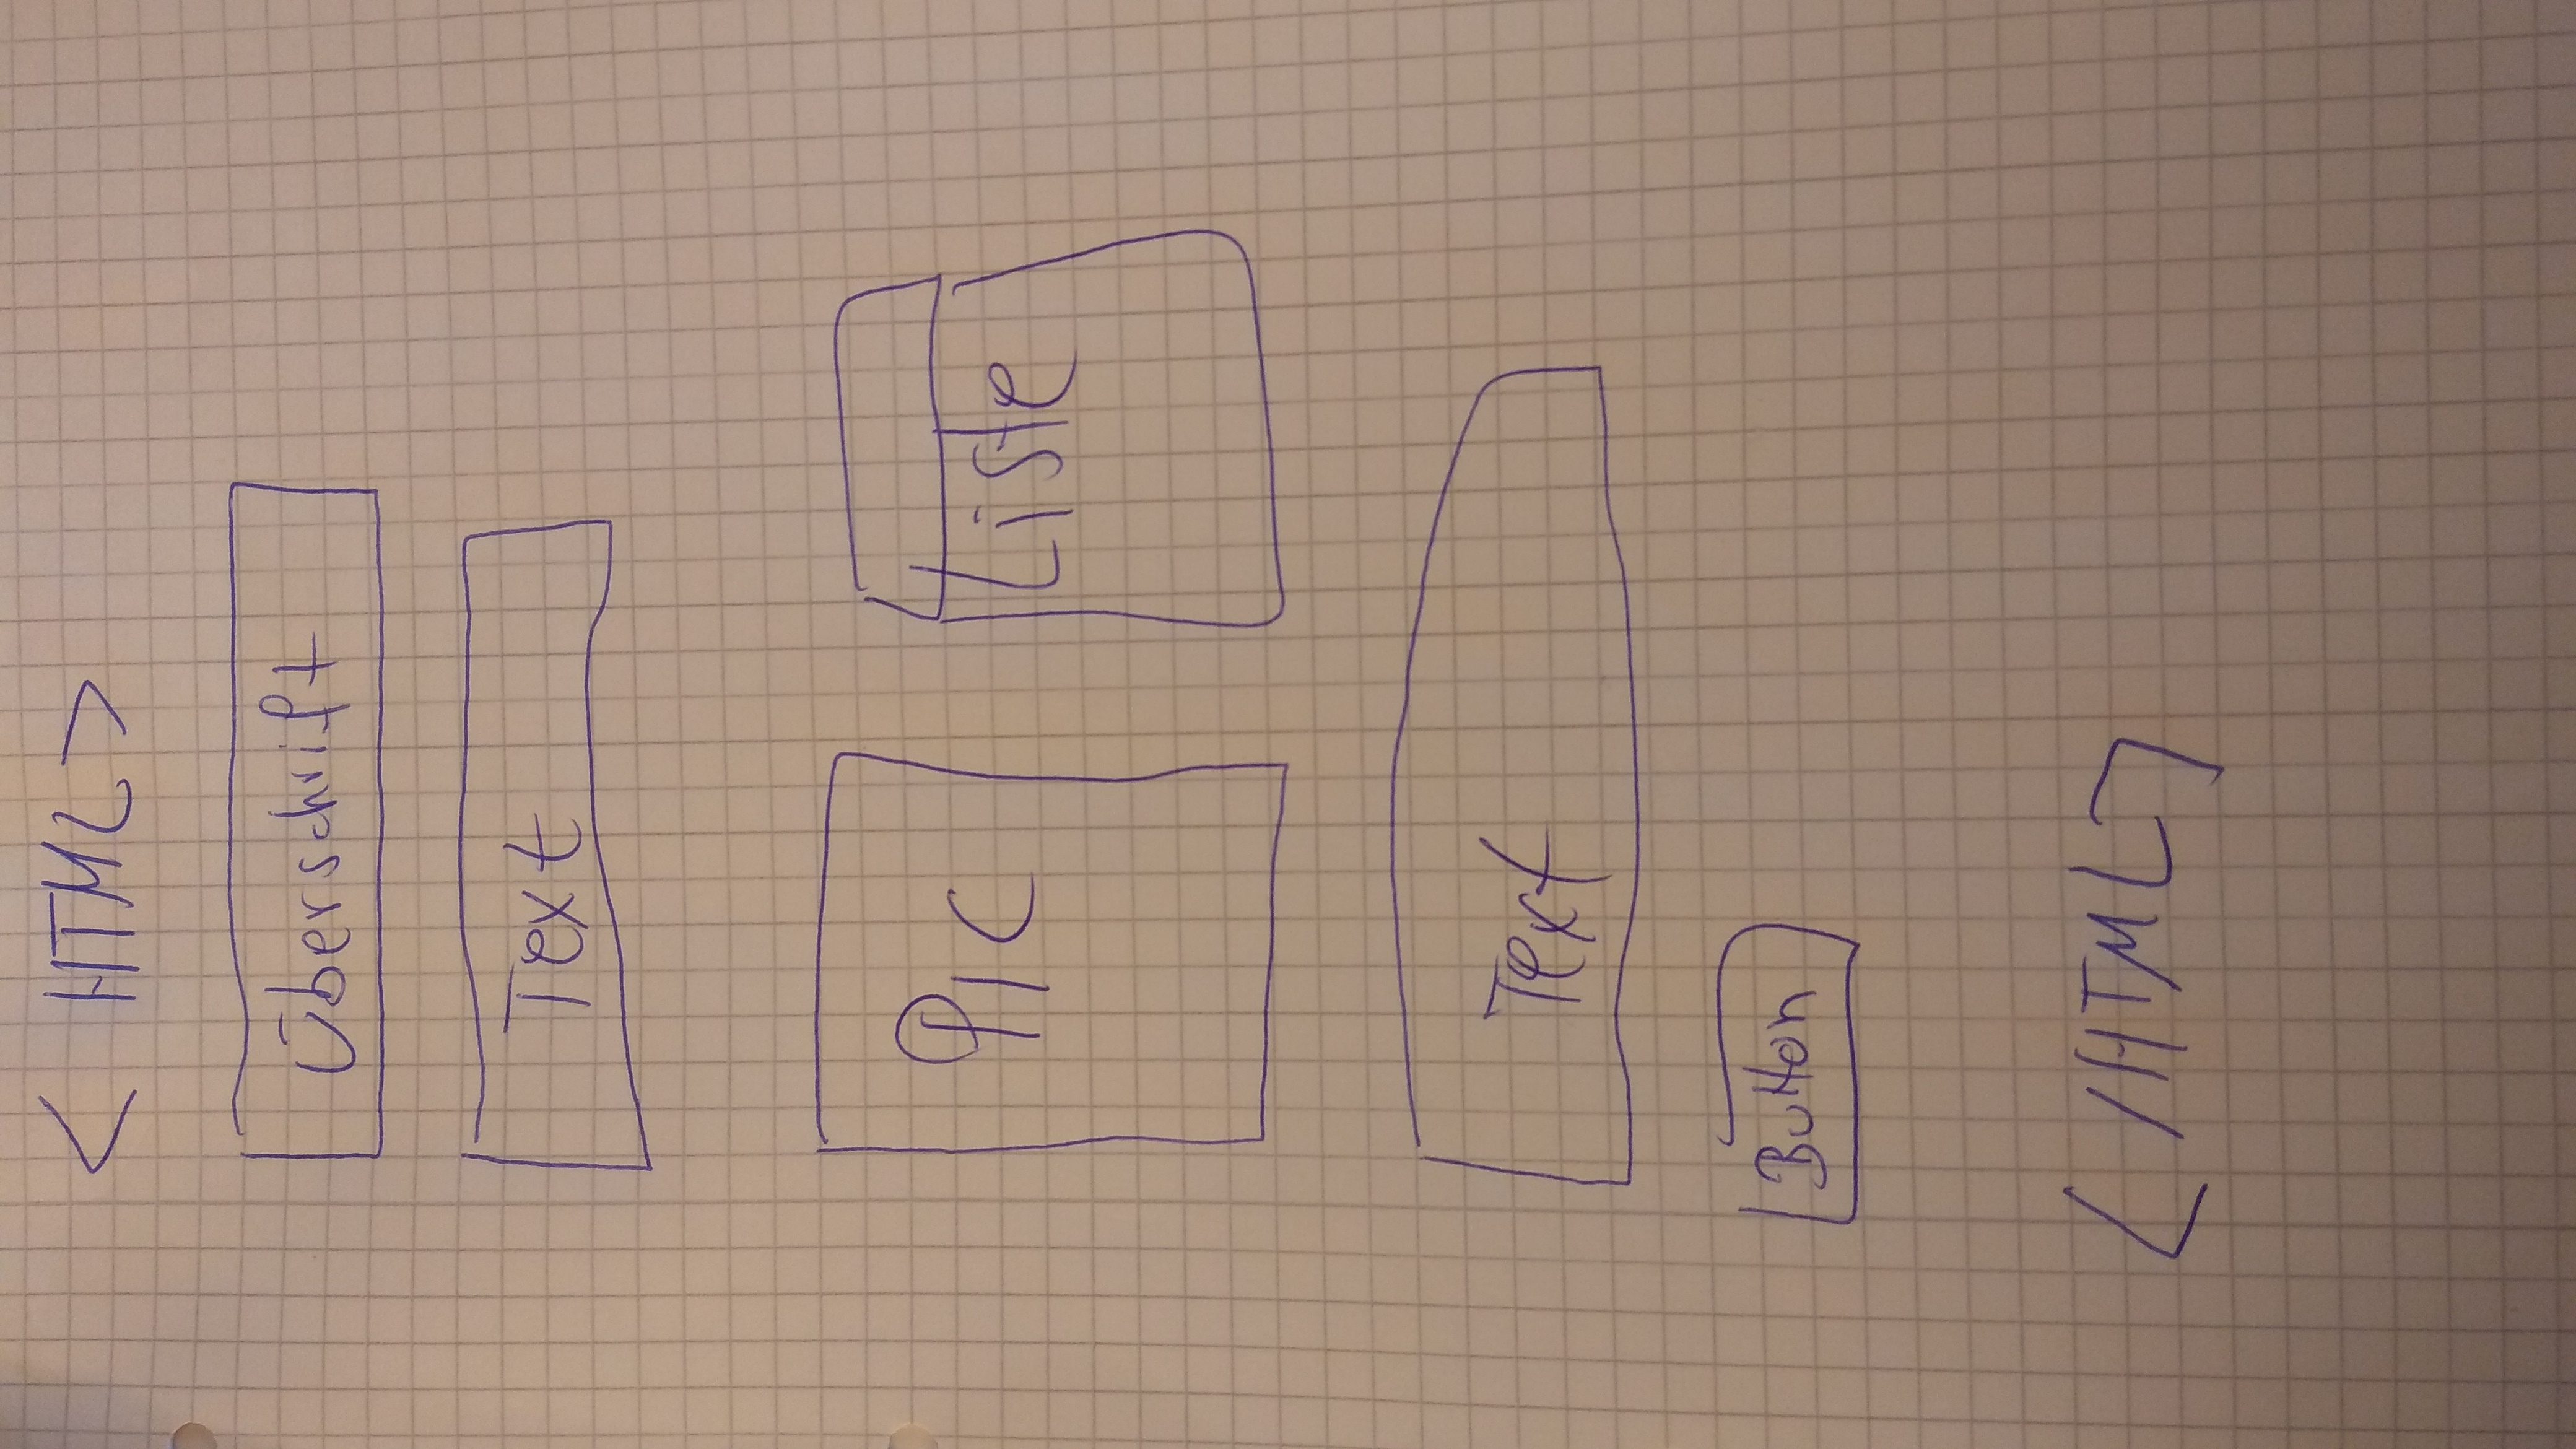 < HTML >
Überschrift
Text
Pic
Liste
Text
Button
</HTML>